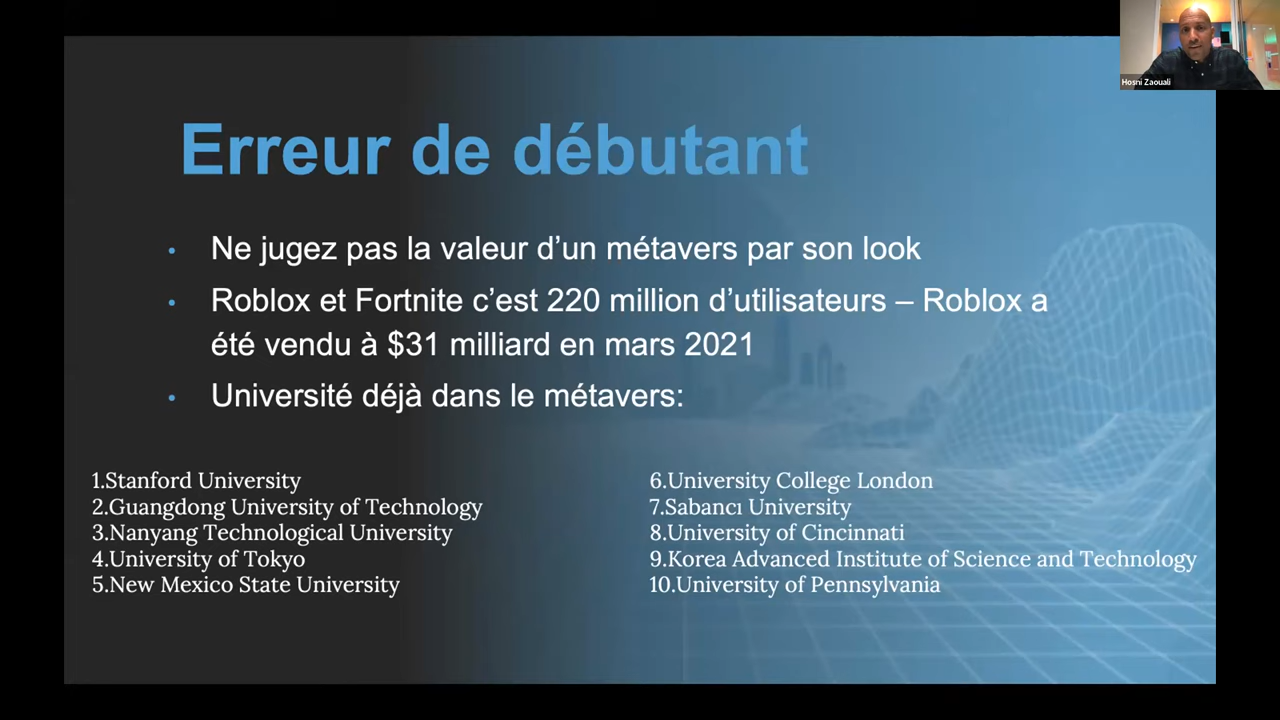 Hosni Zaouali
Erreur de débutant
• Ne jugez pas la valeur d’un métavers par son look
• Roblox et Fortnite c’est 220 million d’utilisateurs – Roblox a
été vendu à $31 milliard en mars 2021
• Université déjà dans le métavers:
1.Stanford University
2.Guangdong University of Technology
3.Nanyang Technological University
4.University of Tokyo
5.New Mexico State University
6.University College London
7.Sabancı University
8.University of Cincinnati
9.Korea Advanced Institute of Science and Technology
10.University of Pennsylvania